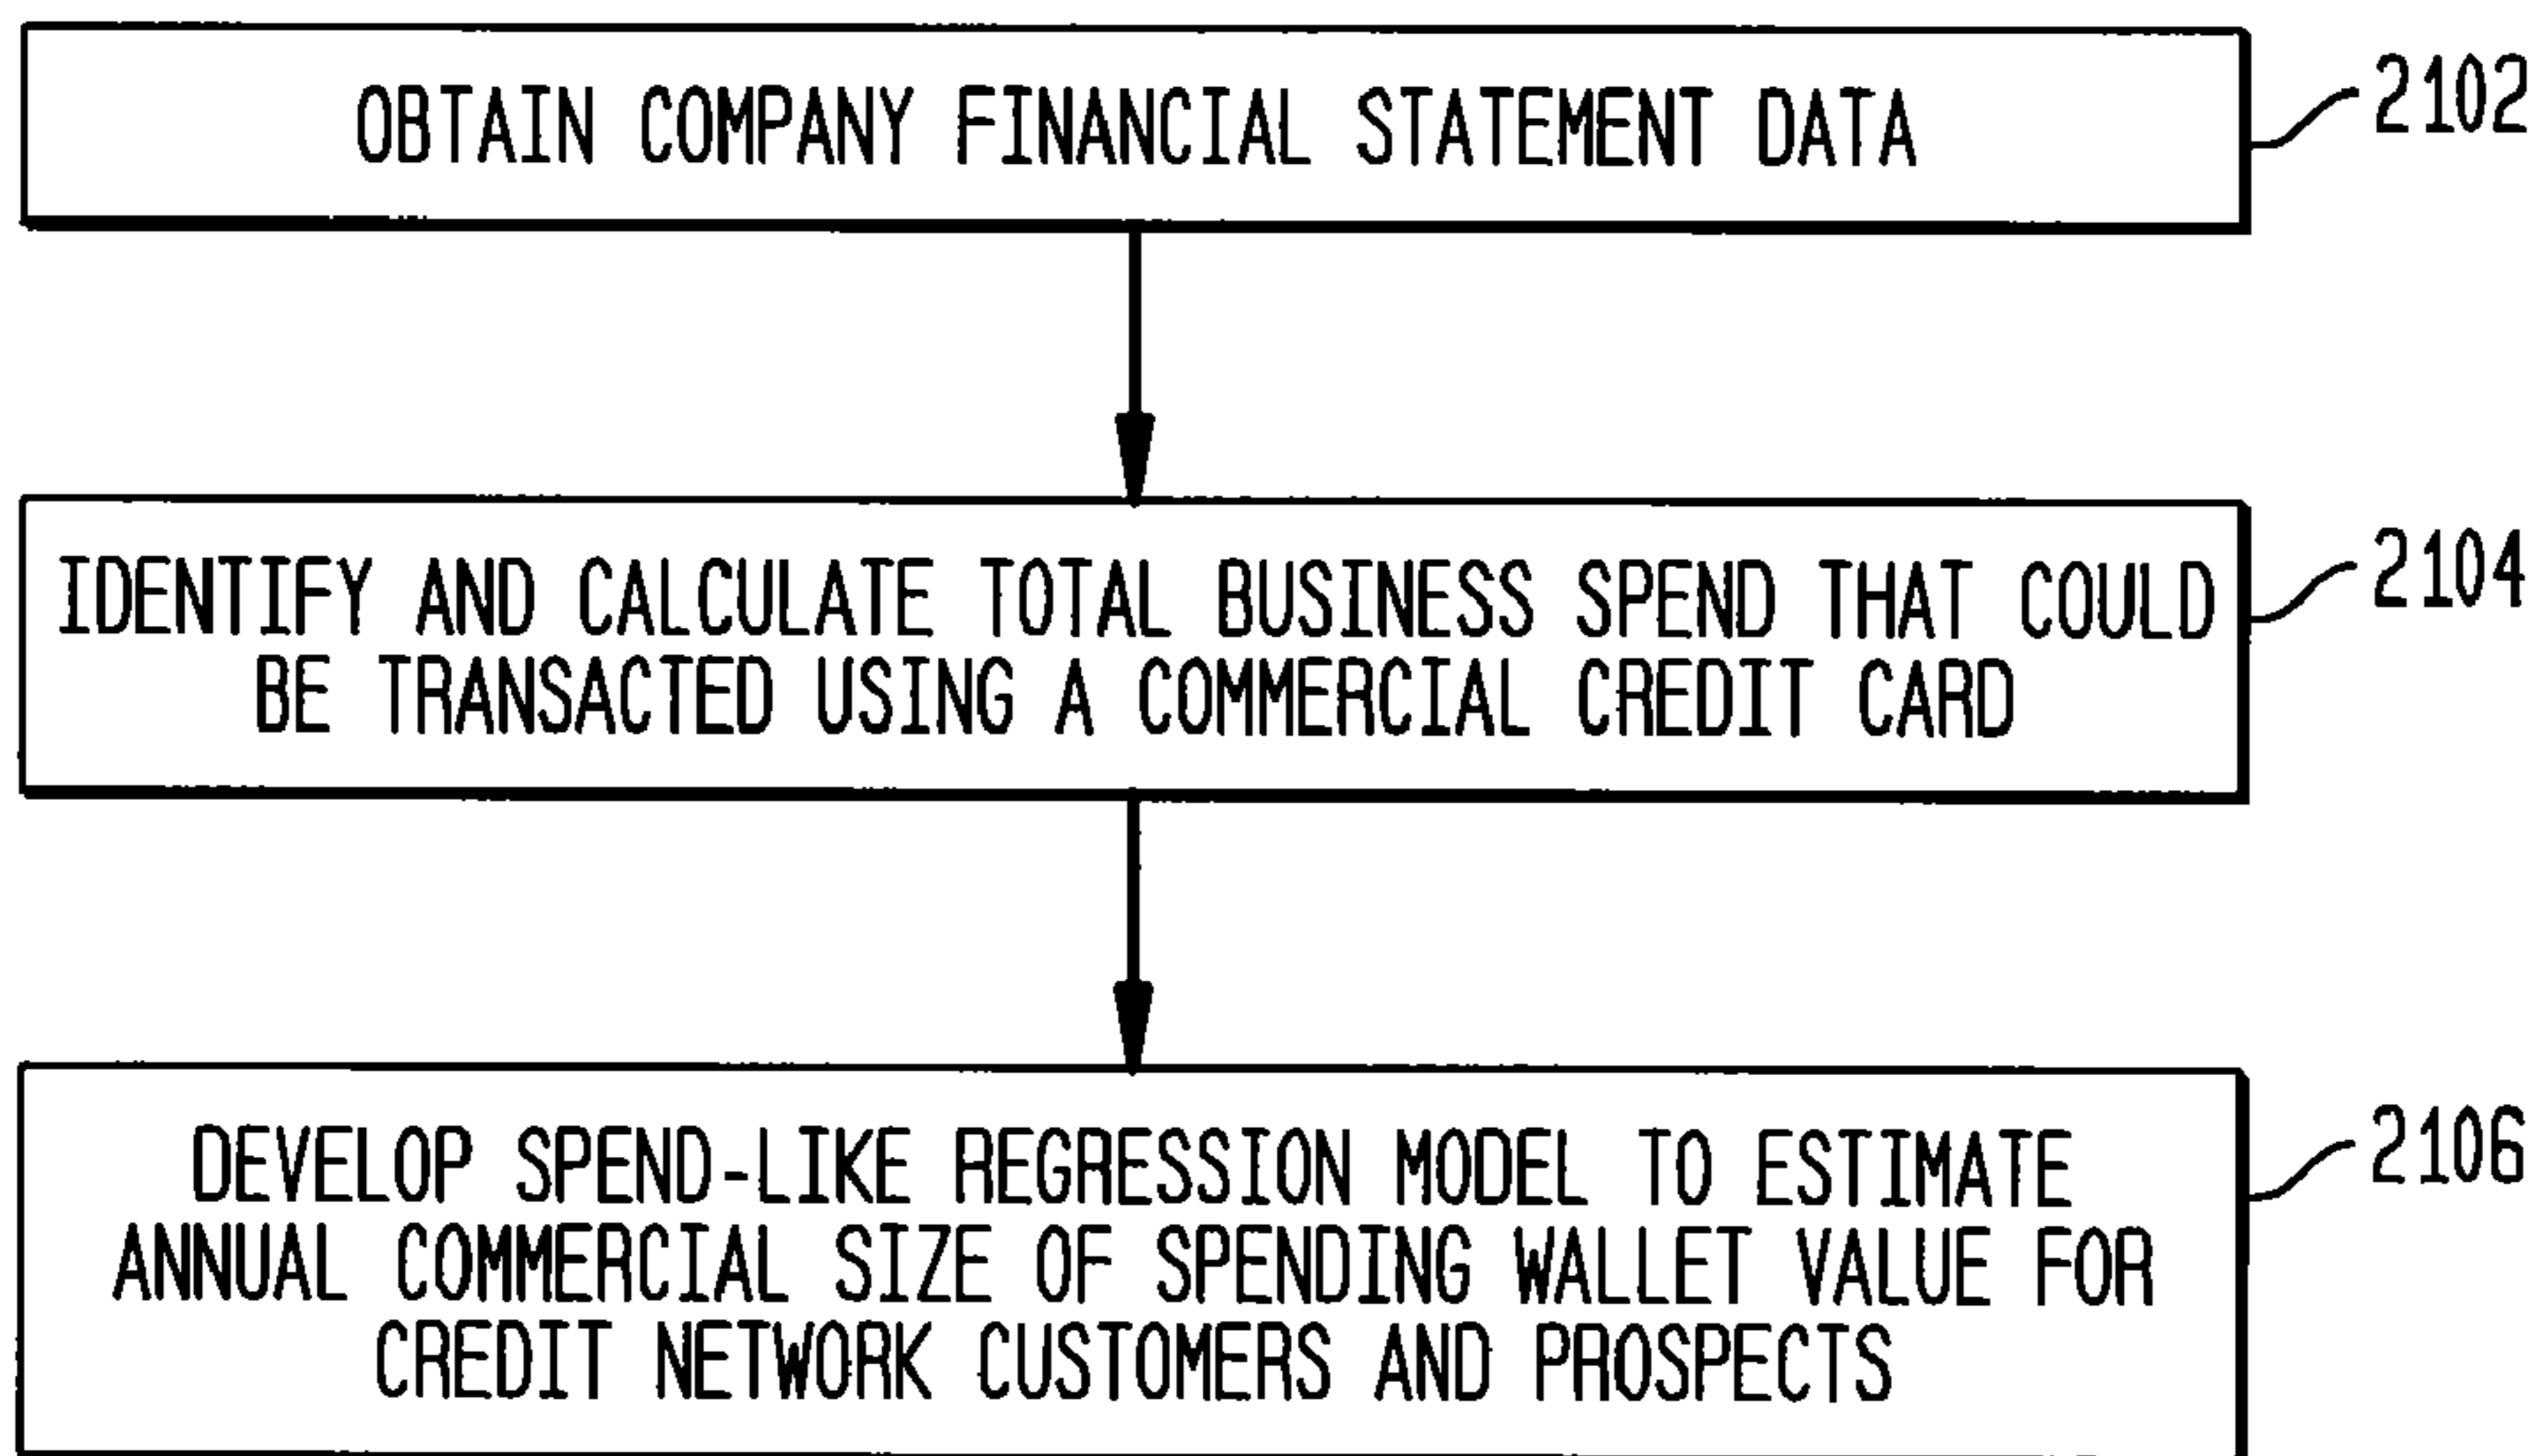 OBTAIN COMPANY FINANCIAL STATEMENT DATA
2102
IDENTIFY AND CALCULATE TOTAL BUSINESS SPEND THAT COULD
BE TRANSACTED USING A COMMERCIAL CREDIT CARD
2104
DEVELOP SPEND-LIKE REGRESSION MODEL TO ESTIMATE
ANNUAL COMMERCIAL SIZE OF SPENDING WALLET VALUE FOR
CREDIT NETWORK CUSTOMERS AND PROSPECTS
2106